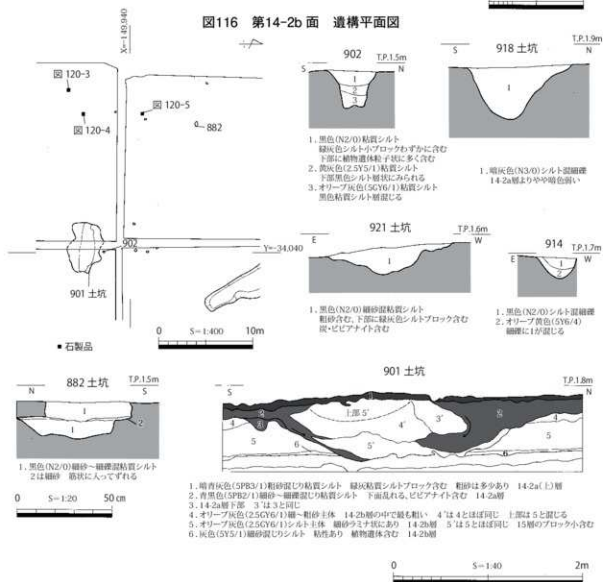 図116 第14-2b面 遺構平面図
X=-149,940
図 120-3
図 120-4
図 120-5
882
902
Y=-34,040
901 土坑
■ 石製品
0 S=1:400 10m
902
S T.P.1.5m N
1
2
3
1. 黒色(N2/0)粘質シルト
緑灰色シルト小ブロックわずかに含む
下部に植物遺体粒子状に多く含む
2. 黄灰色(2.5Y5/1)粘質シルト
下部黒色シルト層状にみられる
3. オリーブ灰色(5GY6/1)粘質シルト
黒色粘質シルト層混じる
918 土坑
S T.P.1.9m N
1
1. 暗灰色(N3/0)シルト混細礫
14-2a層よりやや暗色弱い
921 土坑
E T.P.1.6m W
1
1. 黒色(N2/0)細砂混粘質シルト
粗砂含む、下部に緑灰色シルトブロック含む
炭・ビビアナイト含む
914
E T.P.1.7m W
1
2
1. 黒色(N2/0)シルト混細礫
2. オリーブ黄色(5Y6/4)
細礫に1が混じる
882 土坑
N T.P.1.5m S
1
1
2
1. 黒色(N2/0)細砂～細礫混粘質シルト
2は細砂 筋状に入ってずれる
0 S=1:20 50 cm
901 土坑
S T.P.1.8m N
4 2 3 5 6 上部5' 4' 5' 3' 2 4 5 6
1. 暗青灰色(5PB3/1)粗砂混じり粘質シルト 緑灰粘質シルトブロック含む 粗砂は多少あり 14-2a(上)層
2. 青黒色(5PB2/1)細砂～細礫混じり粘質シルト 下面乱れる、ビビアナイト含む 14-2a層
3. 14-2a層下部 3'は3と同じ
4. オリーブ灰色(2.5GY6/1)細～粗砂主体 14-2b層の中で最も粗い 4'は4とほぼ同じ 上部は5と混じる
5. オリーブ灰色(2.5GY6/1)シルト主体 細砂ラミナ状にあり 14-2b層 5'は5とほぼ同じ 15層のブロック小含む
6. 灰色(5Y5/1)細砂混じりシルト 粘性あり 植物遺体含む 14-2b層
0 S=1:40 2m